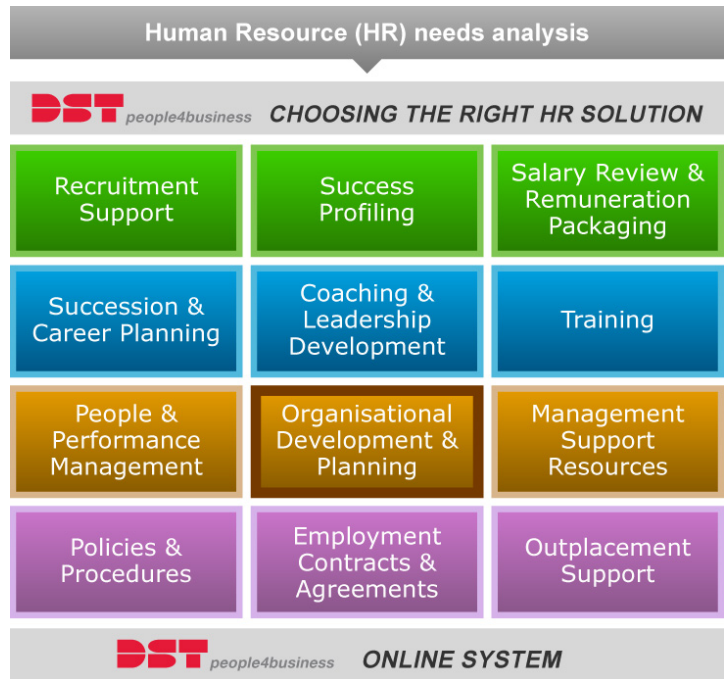 Human Resource (HR) needs analysis
DST people4business CHOOSING THE RIGHT HR SOLUTION
Recruitment
Support
Success
Profiling
Salary Review &
Remuneration
Packaging
Succession &
Career Planning
Coaching &
Leadership
Development
Training
People &
Performance
Management
Organisational
Development &
Planning
Management
Support
Resources
Policies &
Procedures
Employment
Contracts &
Agreements
Outplacement
Support
DST people4business ONLINE SYSTEM